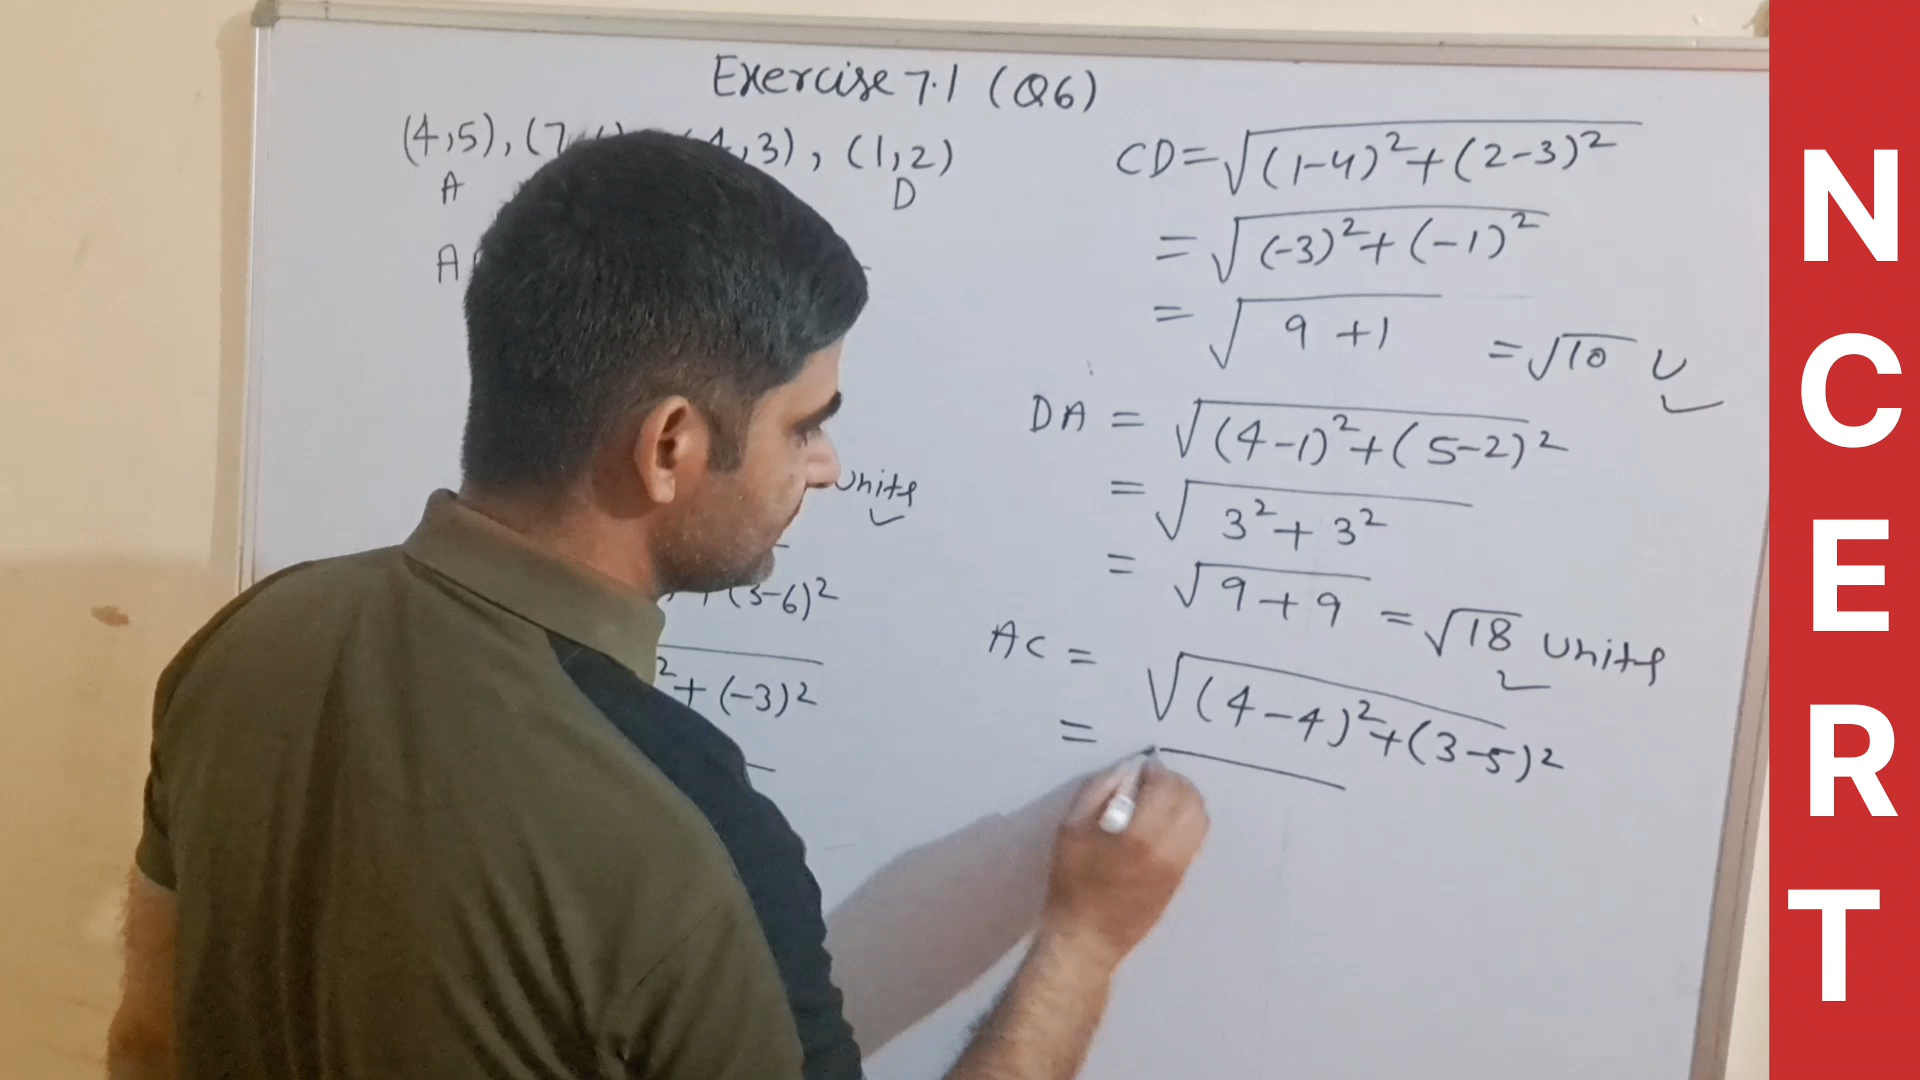 Exercise 7.1 (Q6)
(4,5), (7 ,3), (1,2)
A D
A
Units
+(3-6)²
²+(-3)²
CD=√(1-4)²+(2-3)²
=√(-3)²+(-1)²
=√9+1 =√10 U
DA =√(4-1)²+(5-2)²
=√3²+3²
=√9+9 =√18 Units
AC =√(4-4)²+(3-5)²
=
NCERT